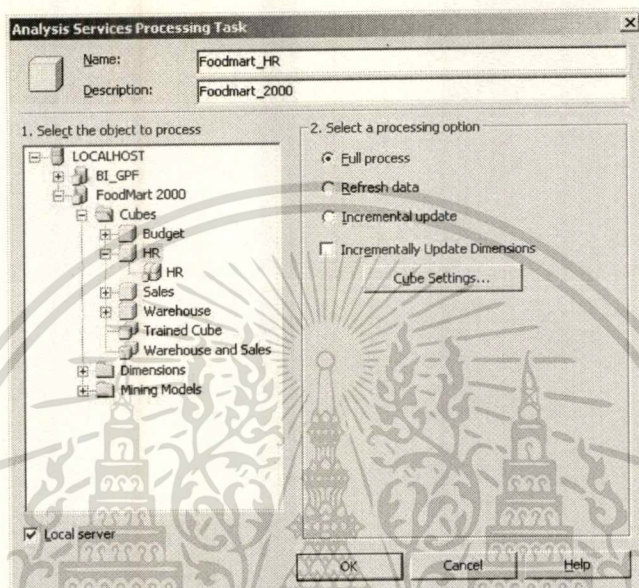 Analysis Services Processing Task
Name:
Foodmart_HR
Description:
Foodmart_2000
1. Select the object to process
LOCALHOST
BI_GPF
FoodMart 2000
Cubes
Budget
HR
HR
Sales
Warehouse
Trained Cube
Warehouse and Sales
Dimensions
Mining Models
Local server
2. Select a processing option
Full process
Refresh data
Incremental update
Incrementally Update Dimensions
Cube Settings...
OK
Cancel
Help